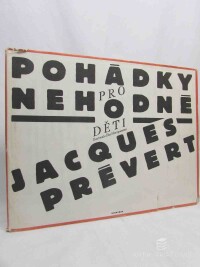 POHÁDKY
PRO
NEHODNÉ
DĚTI
JACQUES
PRÉVERT